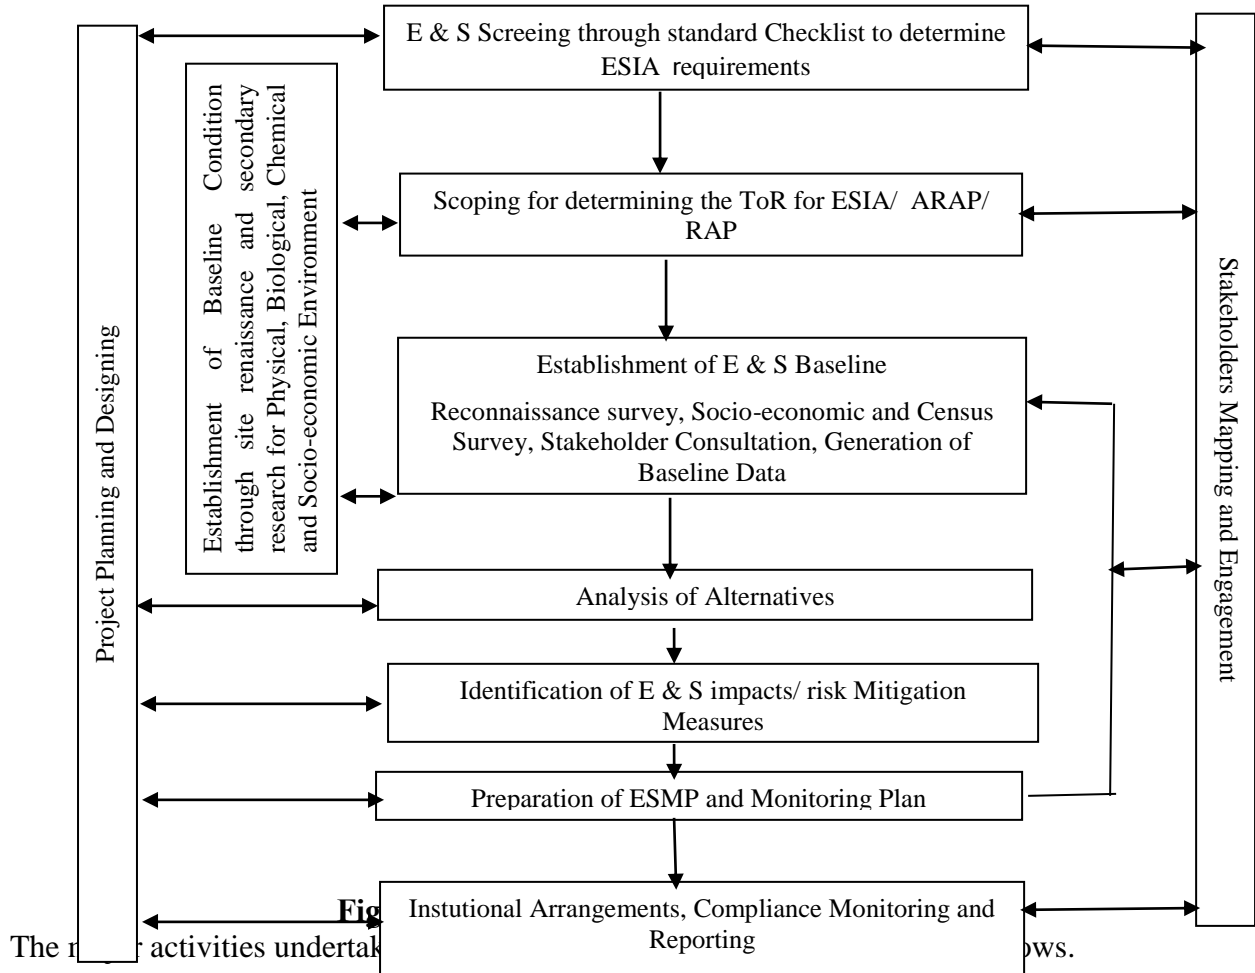 E & S Screeing through standard Checklist to determine
ESIA requirements
Project Planning and Designing
Establishment of Baseline Condition
through site renaissance and secondary
research for Physical, Biological, Chemical
and Socio-economic Environment
Scoping for determining the ToR for ESIA/ ARAP/
RAP
Stakeholders Mapping and Engagement
Establishment of E & S Baseline
Reconnaissance survey, Socio-economic and Census
Survey, Stakeholder Consultation, Generation of
Baseline Data
Analysis of Alternatives
Identification of E & S impacts/ risk Mitigation
Measures
Preparation of ESMP and Monitoring Plan
Instutional Arrangements, Compliance Monitoring and
Reporting
The activities